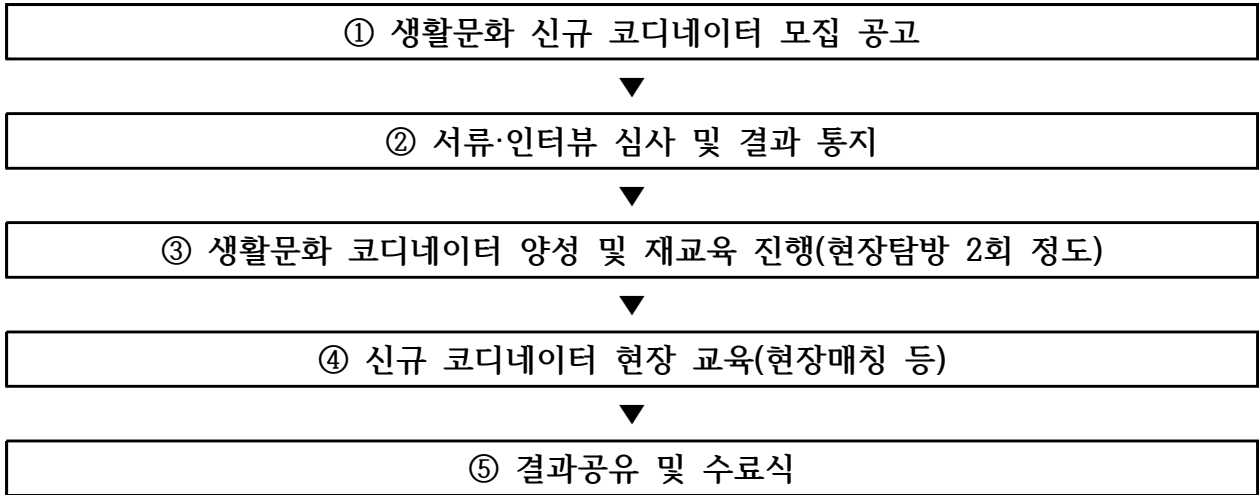 ① 생활문화 신규 코디네이터 모집 공고
▼
② 서류·인터뷰 심사 및 결과 통지
▼
③ 생활문화 코디네이터 양성 및 재교육 진행(현장탐방 2회 정도)
▼
④ 신규 코디네이터 현장 교육(현장매칭 등)
▼
⑤ 결과공유 및 수료식